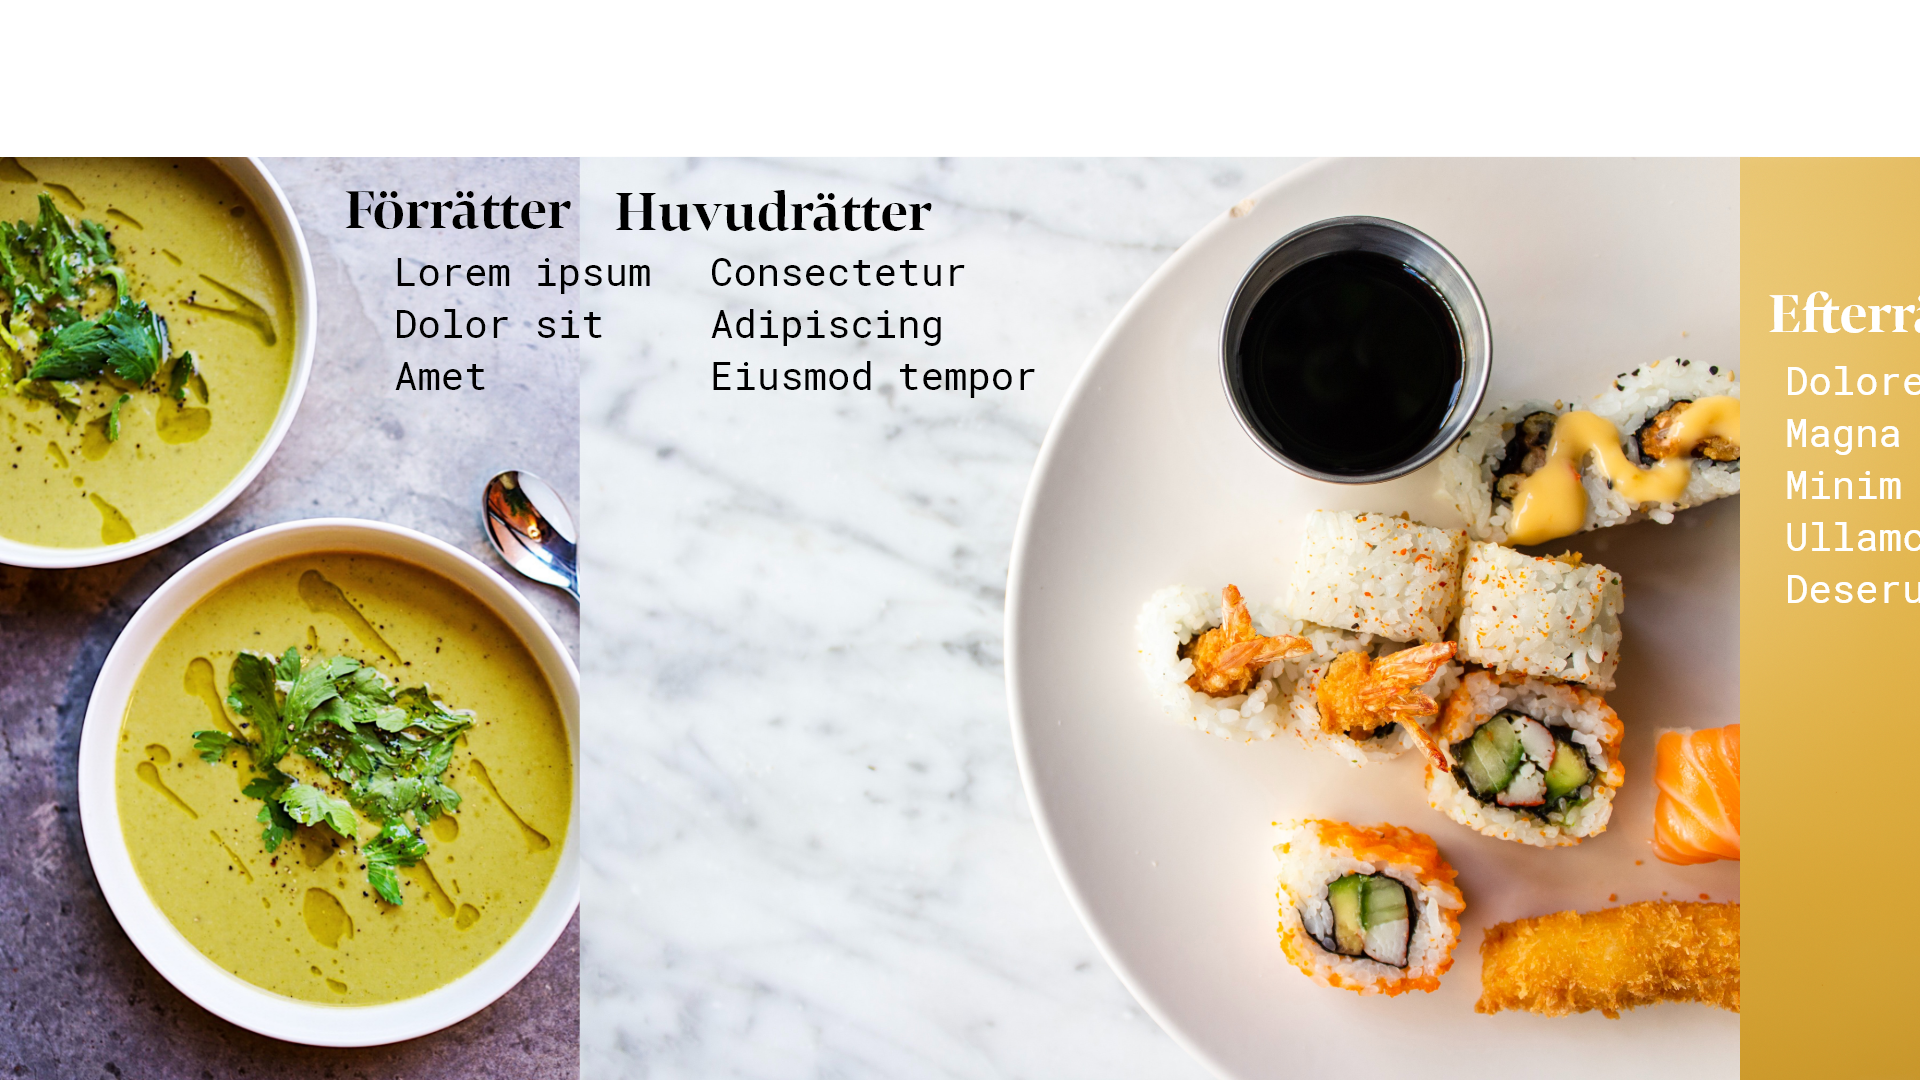 Förrätter
Lorem ipsum
Dolor sit
Amet
Huvudrätter
Consectetur
Adipiscing
Eiusmod tempor
Magna
Minim